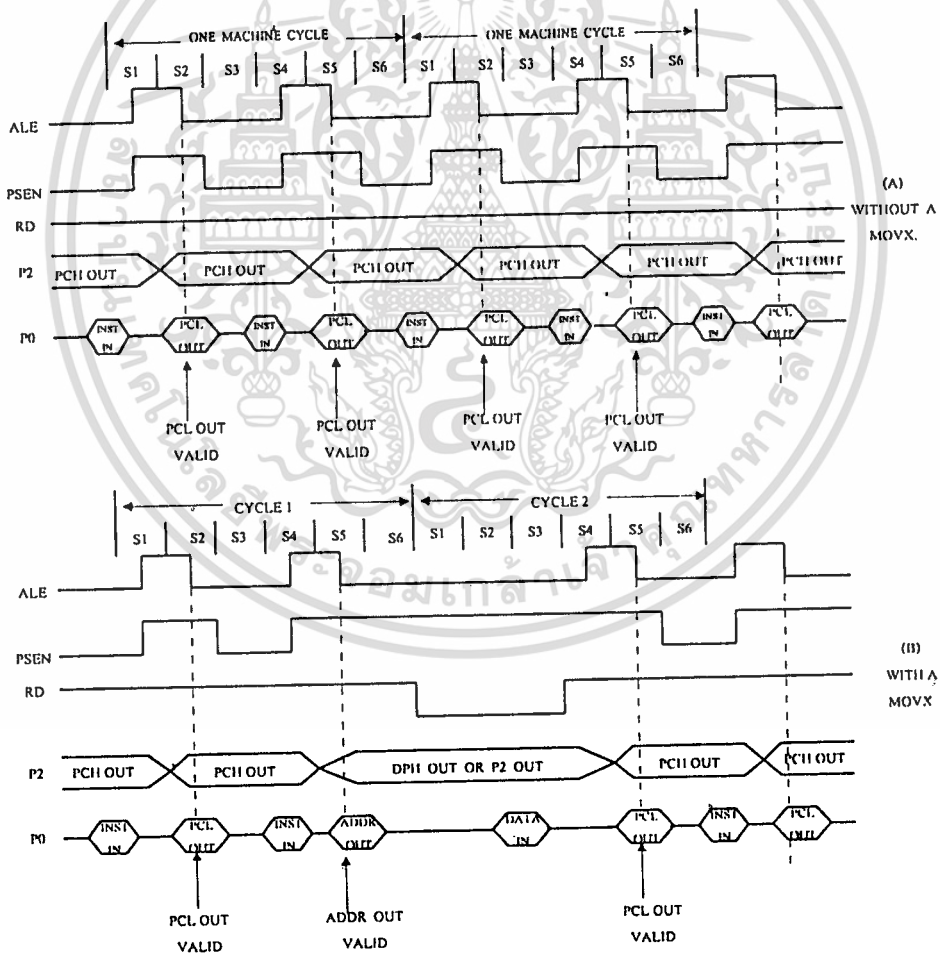 ONE MACHINE CYCLE ONE MACHINE CYCLE
S1 S2 S3 S4 S5 S6 S1 S2 S3 S4 S5 S6
ALE
PSEN
(A)
RD
WITHOUT A
MOVX.
P2 PCH OUT PCH OUT PCH OUT PCH OUT PCH OUT PCH OUT
P0 INST IN PCL OUT INST IN PCL OUT INST IN PCL OUT INST IN PCL OUT INST IN PCL OUT
PCL OUT VALID PCL OUT VALID PCL OUT VALID PCL OUT VALID
CYCLE 1 CYCLE 2
S1 S2 S3 S4 S5 S6 S1 S2 S3 S4 S5 S6
ALE
PSEN
(B)
RD
WITH A
MOVX
P2 PCH OUT PCH OUT DPH OUT OR P2 OUT PCH OUT PCH OUT
P0 INST IN PCL OUT INST IN ADDR OUT DATA IN PCL OUT INST IN PCL OUT
PCL OUT VALID ADDR OUT VALID PCL OUT VALID